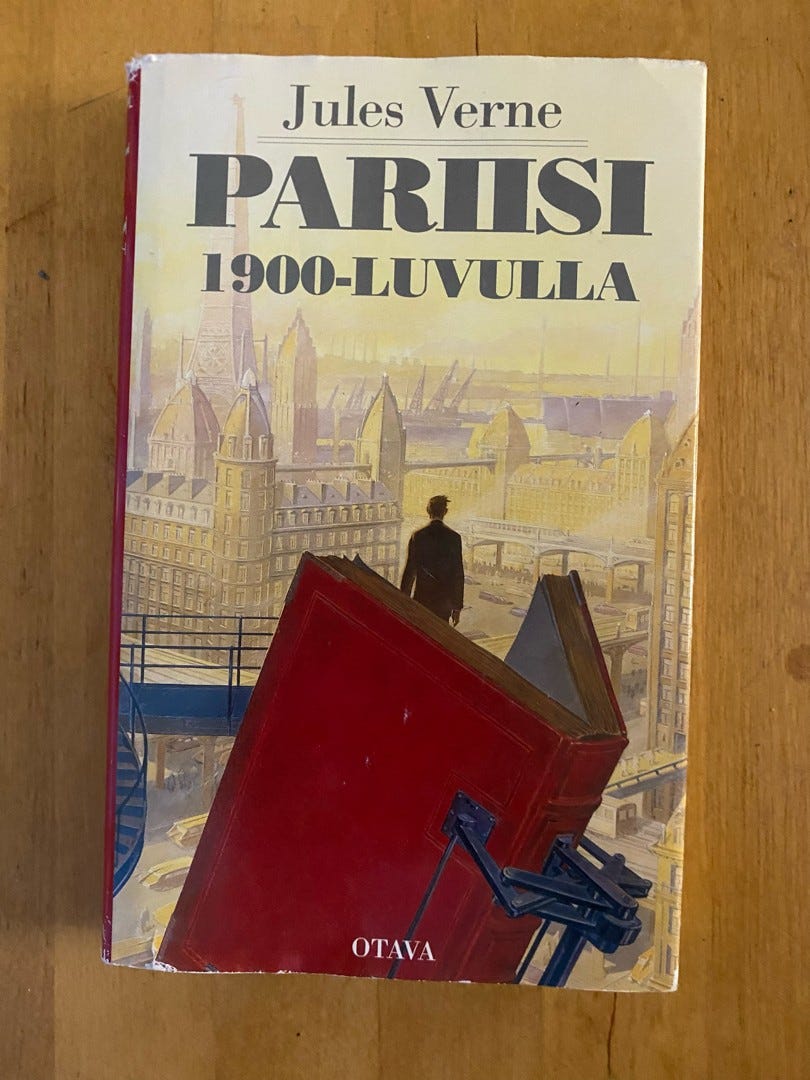 Jules Verne
PARIISI
1900-LUVULLA
OTAVA